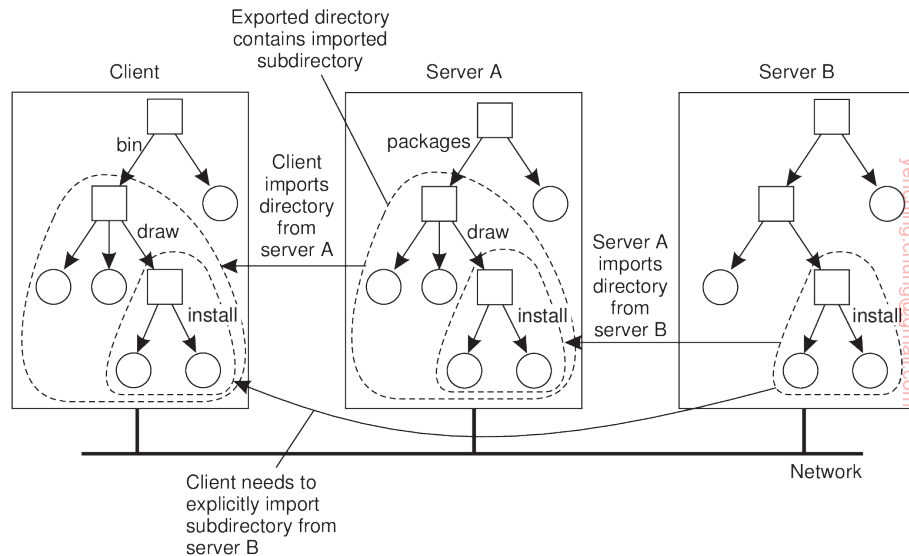 Exported directory
contains imported
subdirectory
Client
Server A
Server B
bin
packages
Client
imports
directory
from
server A
draw
draw
Server A
imports
directory
from
server B
install
install
install
Network
Client needs to
explicitly import
subdirectory from
server B